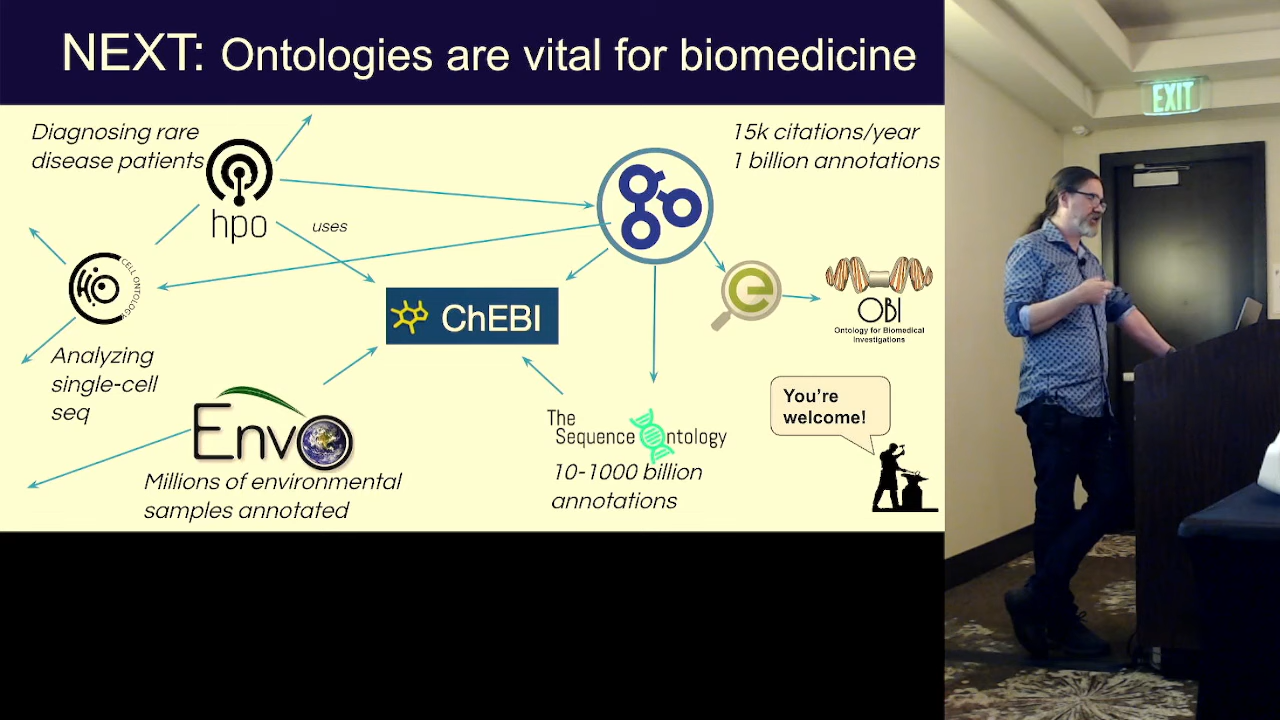 NEXT: Ontologies are vital for biomedicine
Diagnosing rare
disease patients
hpo
uses
15k citations/year
1 billion annotations
go
CELL ONTOLOGY
Analyzing
single-cell
seq
ChEBI
e
OBI
Ontology for Biomedical
Investigations
Envo
Millions of environmental
samples annotated
The
Sequence Ontology
10-1000 billion
annotations
You’re
welcome!
EXIT